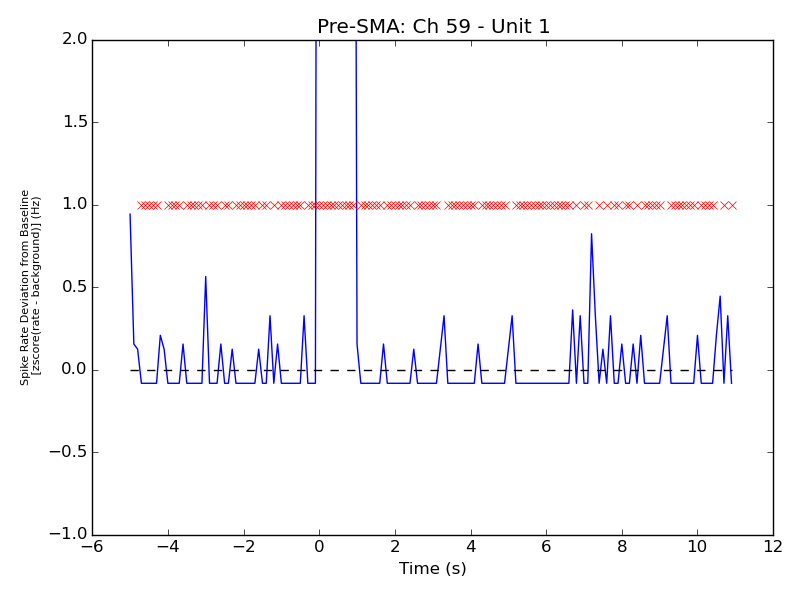 Pre-SMA: Ch 59 - Unit 1
2.0
1.5
1.0
0.5
0.0
−0.5
−1.0
Spike Rate Deviation from Baseline
[zscore(rate - background)] (Hz)
−6 −4 −2 0 2 4 6 8 10 12
Time (s)